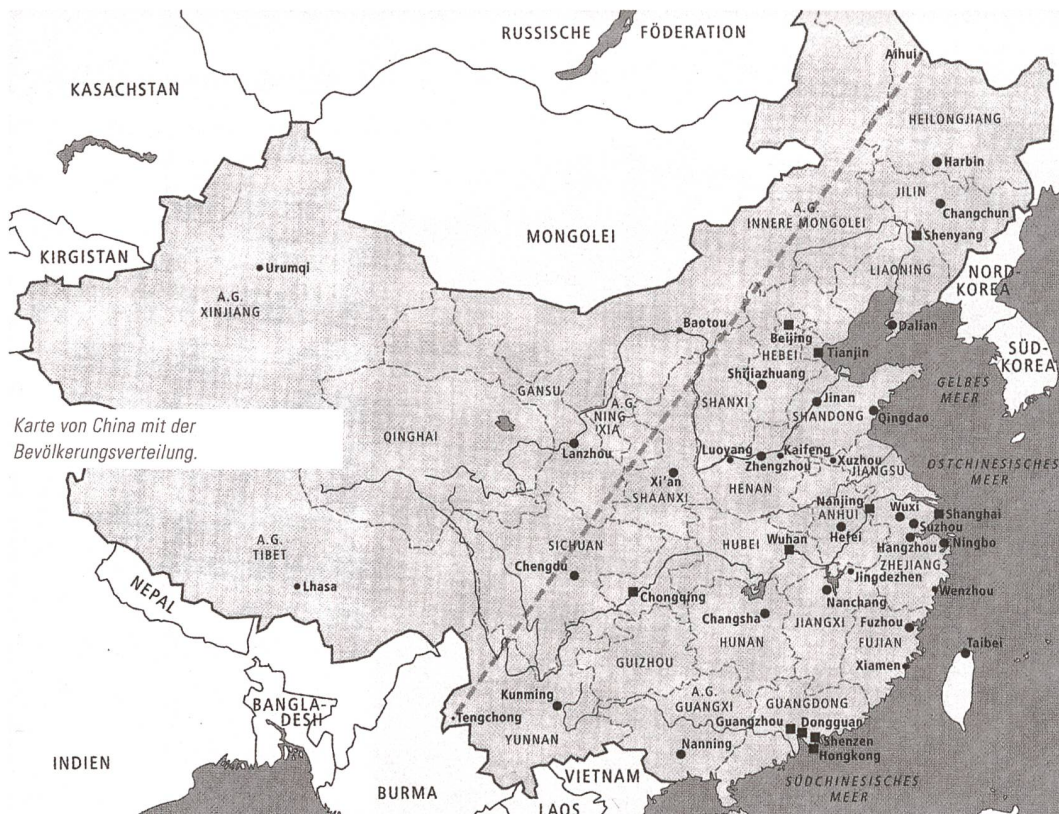 RUSSISCHE FÖDERATION
Aihui
KASACHSTAN
HEILONGJIANG
Harbin
JILIN
A.G.
INNERE MONGOLEI
Changchun
MONGOLEI
Shenyang
KIRGISTAN
Urumqi
LIAONING
NORD-
KOREA
A.G.
XINJIANG
Baotou
Beijing
HEBEI
Dalian
Tianjin
SÜD-
KOREA
Shijiazhuang
GELBES
MEER
GANSU
A.G.
NING
XIA
SHANXI
Jinan
SHANDONG
Qingdao
Karte von China mit der
Bevölkerungsverteilung.
QINGHAI
Lanzhou
Luoyang
Kaifeng
Zhengzhou
Xuzhou
JIANGSU
OSTCHINESISCHES
MEER
Xi'an
SHAANXI
HENAN
Nanjing
ANHUI
Wuxi
Shanghai
Suzhou
A.G.
TIBET
SICHUAN
HUBEI
Wuhan
Hefei
Hangzhou
Ningbo
ZHEJIANG
Chengdu
Jingdezhen
Lhasa
Chongqing
Nanchang
Wenzhou
NEPAL
Changsha
HUNAN
JIANGXI
Fuzhou
FUJIAN
Taibei
GUIZHOU
Xiamen
BANGLA-
DESH
Kunming
A.G.
GUANGXI
GUANGDONG
Tengchong
Guangzhou
Dongguan
YUNNAN
Nanning
Shenzen
Hongkong
INDIEN
VIETNAM
SÜDCHINESISCHES
MEER
BURMA
LAOS